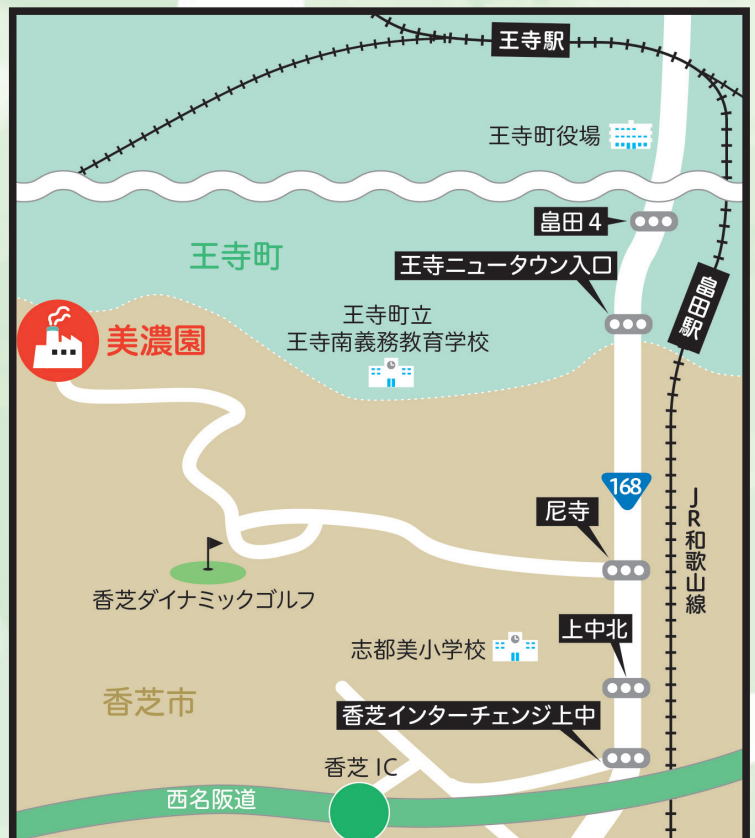 王寺駅
王寺町役場
畠田4
王寺町
王寺ニュータウン入口
畠田駅
美濃園
王寺町立
王寺南義務教育学校
168
尼寺
JR和歌山線
香芝ダイナミックゴルフ
上中北
志都美小学校
香芝市
香芝インターチェンジ上中
香芝IC
西名阪道